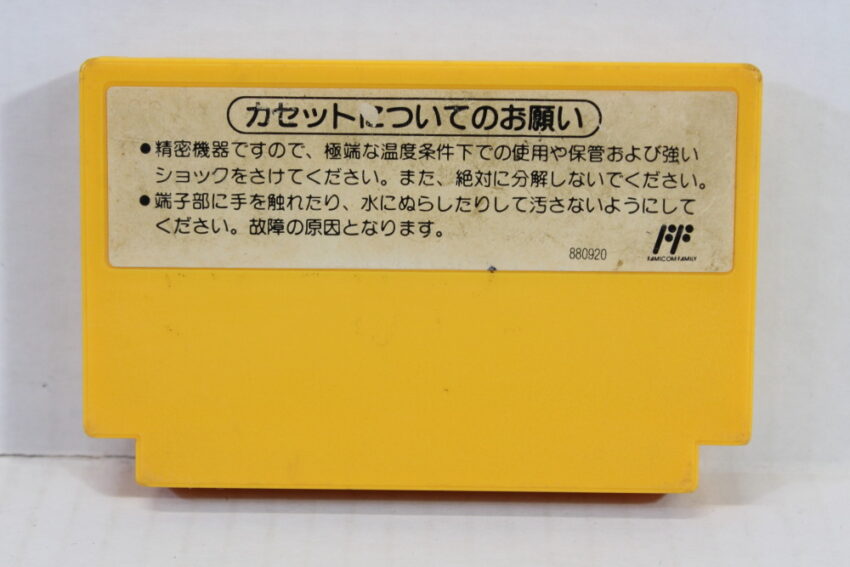 カセットについてのお願い
●精密機器ですので、極端な温度条件下での使用や保管および強い
ショックをさけてください。また、絶対に分解しないでください。
●端子部に手を触れたり、水にぬらしたりして汚さないようにして
ください。故障の原因となります。
880920
FAMICOM FAMILY